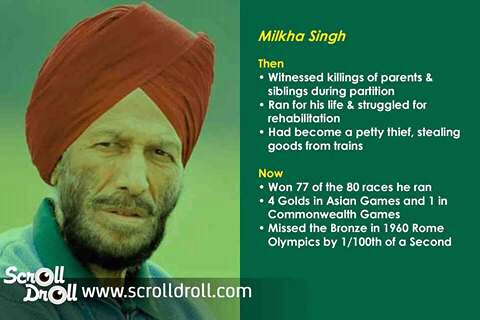 Milkha Singh
Then
• Witnessed killings of parents &
siblings during partition
• Ran for his life & struggled for
rehabilitation
• Had become a petty thief, stealing
goods from trains
Now
• Won 77 of the 80 races he ran
• 4 Golds in Asian Games and 1 in
Commonwealth Games
• Missed the Bronze in 1960 Rome
Olympics by 1/100th of a Second
Scroll
Droll
www.scrolldroll.com